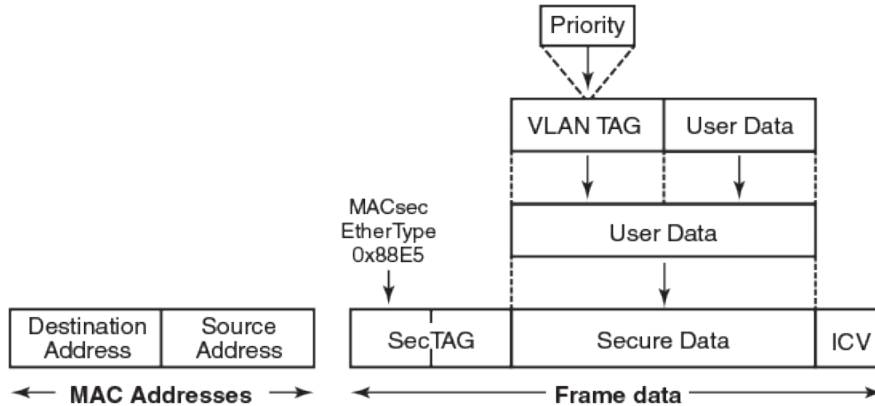 Priority
VLAN TAG User Data
MACsec
EtherType
0x88E5
User Data
Destination
Address
Source
Address
SecTAG
Secure Data
ICV
MAC Addresses
Frame data